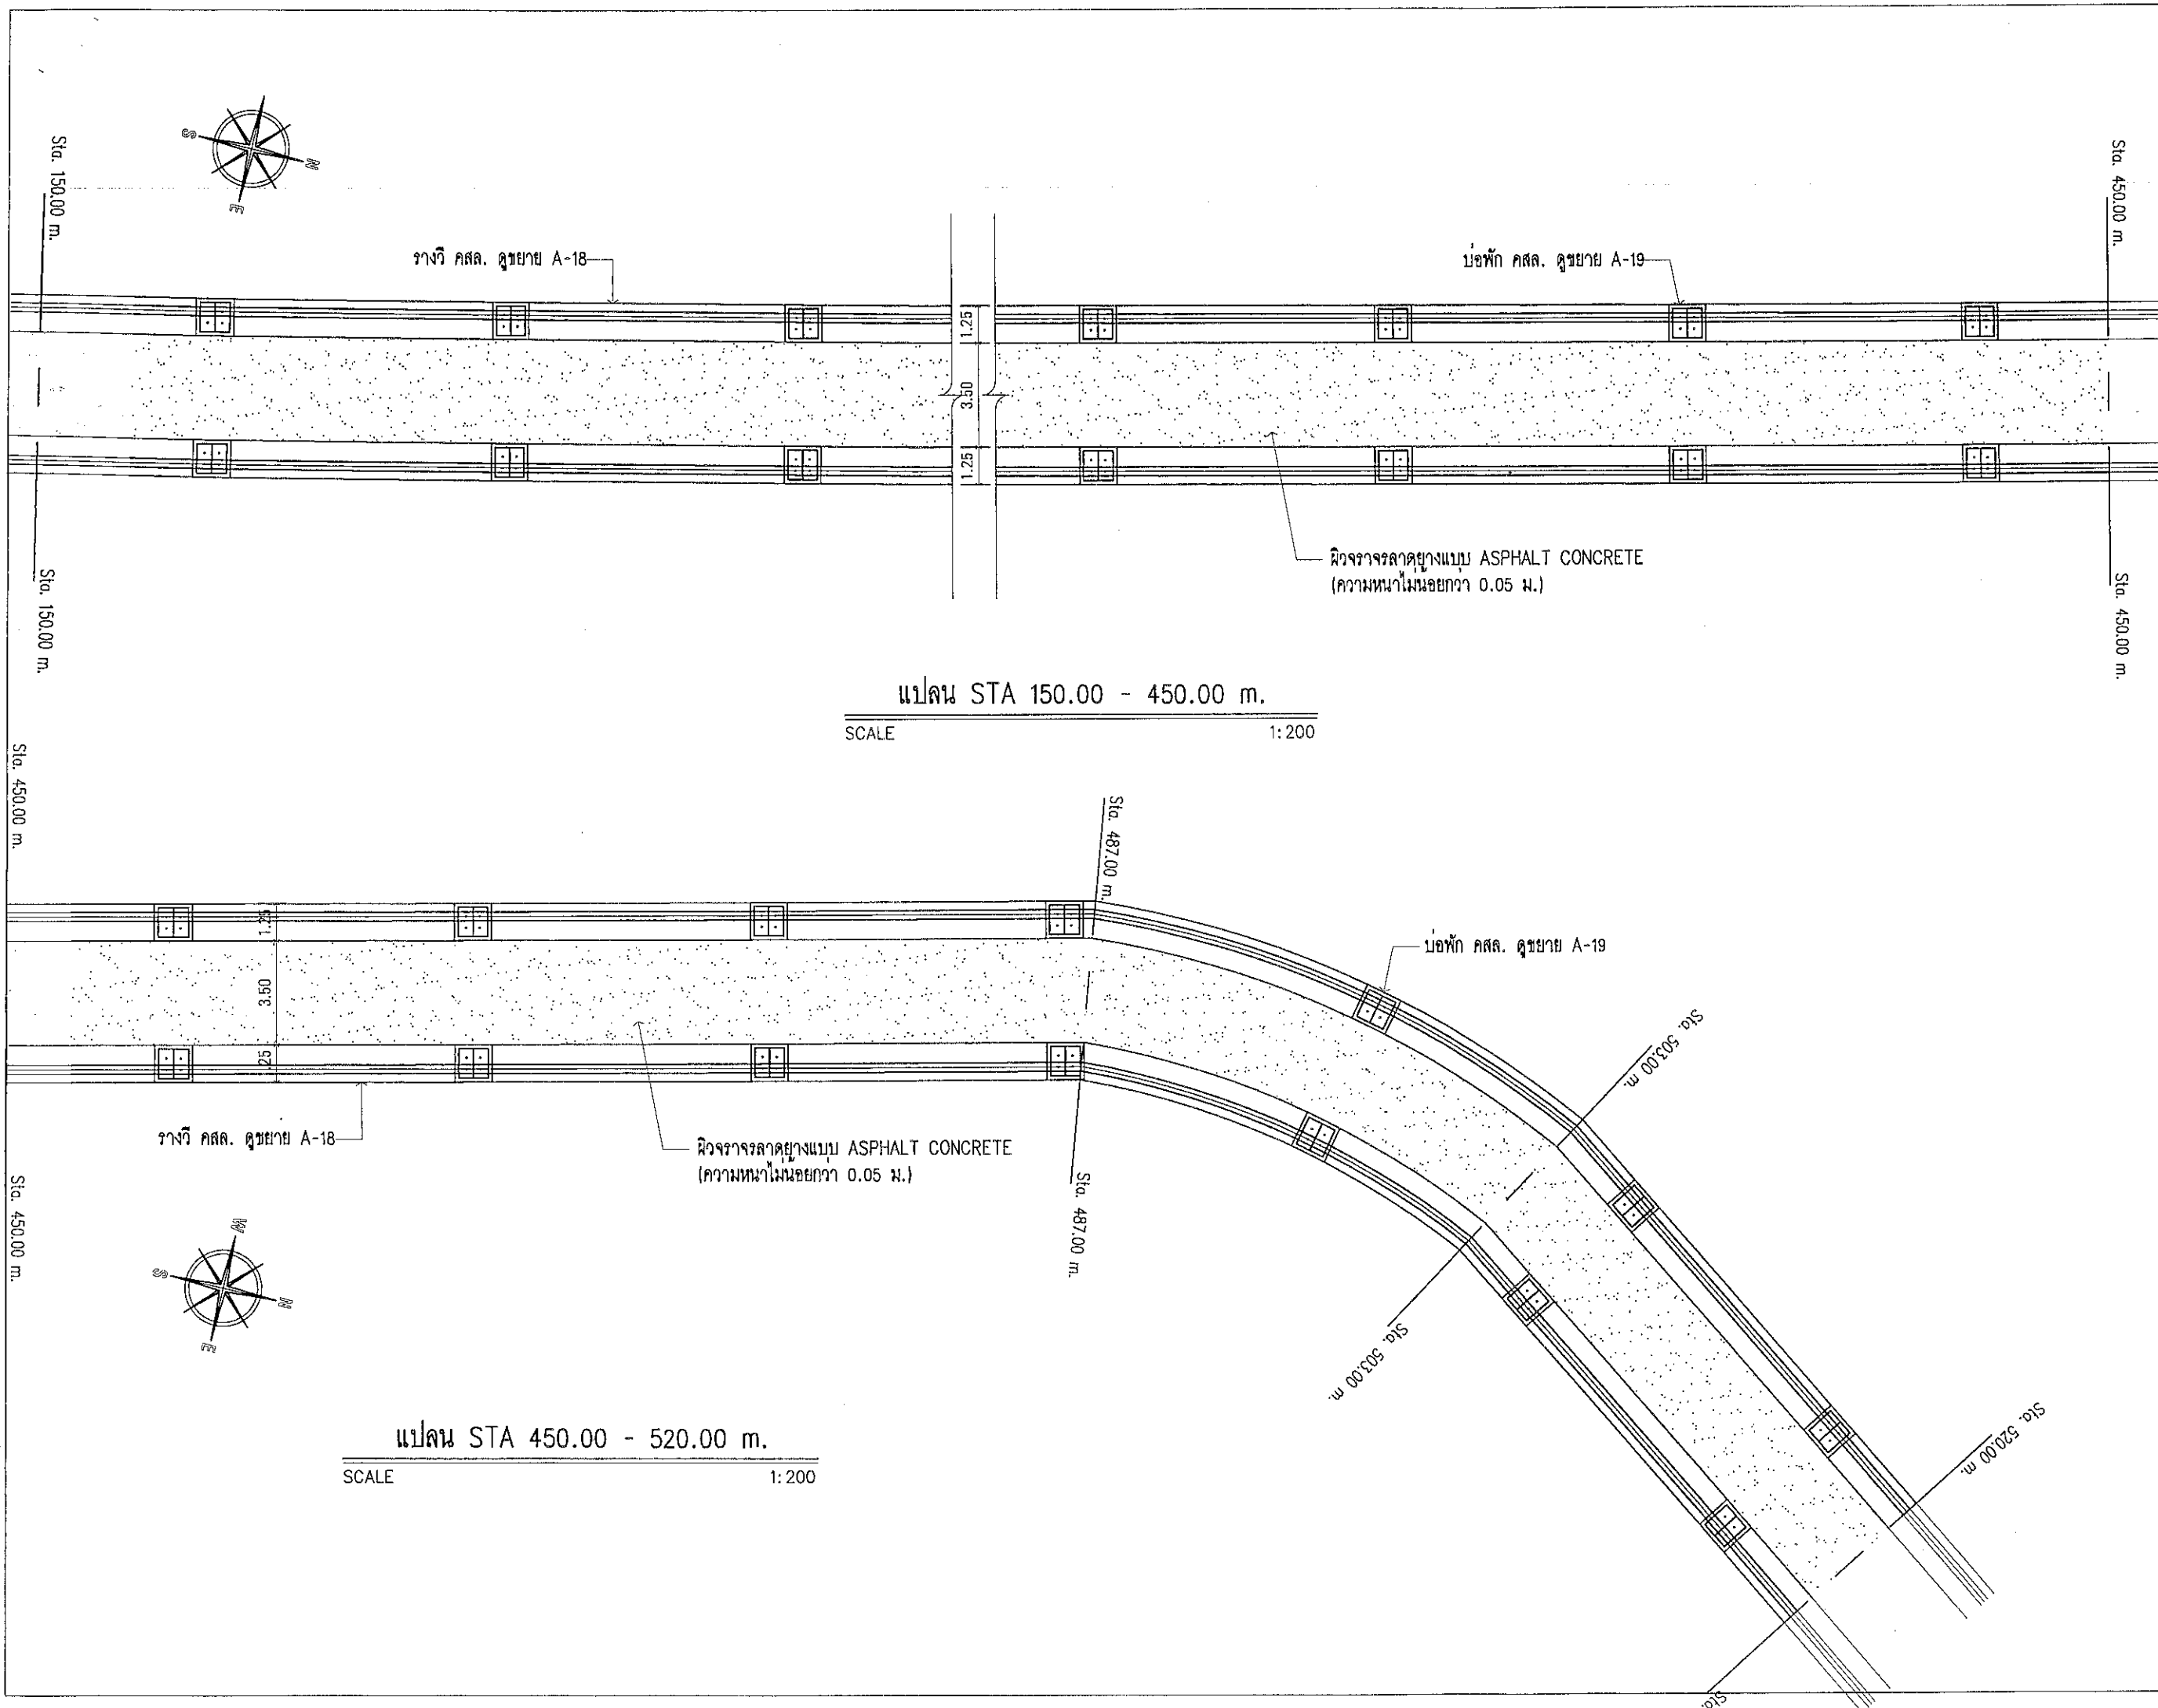 S
N
E
Sta. 150.00 m.
Sta. 450.00 m.
รางวี คสล. ดูขยาย A-18
บ่อพัก คสล. ดูขยาย A-19
1.25
3.50
1.25
ผิวจราจรลาดยางแบบ ASPHALT CONCRETE
(ความหนาไม่น้อยกว่า 0.05 ม.)
Sta. 150.00 m.
Sta. 450.00 m.
แปลน STA 150.00 - 450.00 m.
SCALE 1:200
Sta. 450.00 m.
Sta. 487.00 m.
1.25
3.50
.25
บ่อพัก คสล. ดูขยาย A-19
Sta. 503.00 m.
รางวี คสล. ดูขยาย A-18
ผิวจราจรลาดยางแบบ ASPHALT CONCRETE
(ความหนาไม่น้อยกว่า 0.05 ม.)
Sta. 450.00 m.
Sta. 487.00 m.
W
S
N
E
Sta. 503.00 m.
Sta. 520.00 m.
แปลน STA 450.00 - 520.00 m.
SCALE 1:200
Sta.